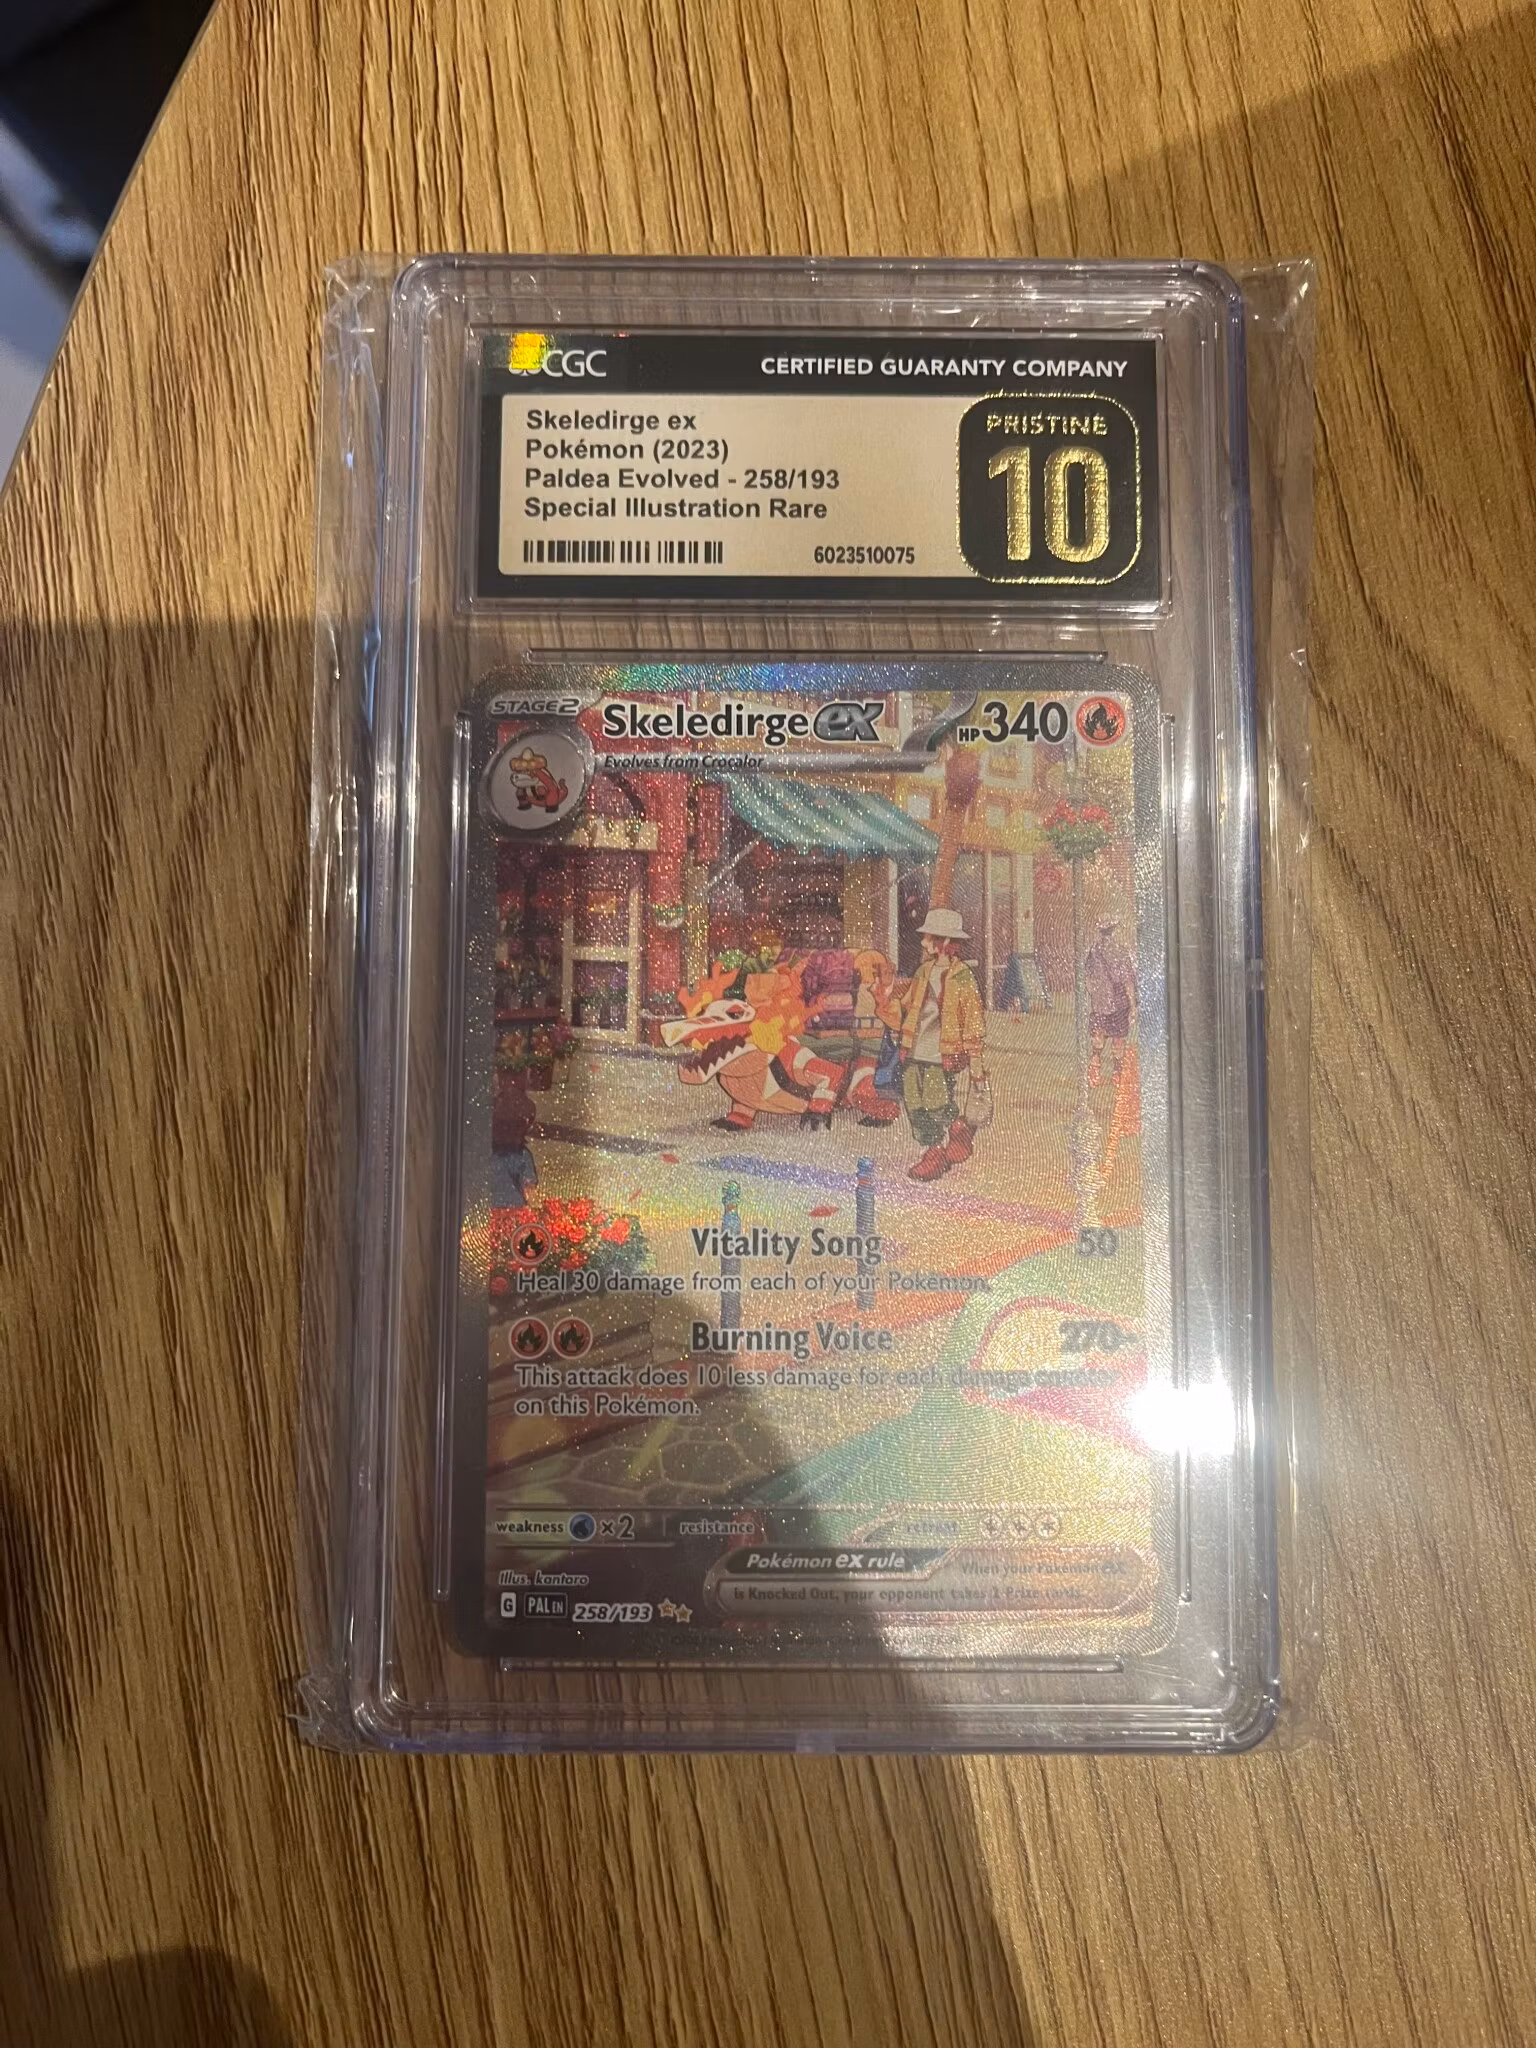 CGC
CERTIFIED GUARANTY COMPANY
Skeledirge ex
Pokémon (2023)
Paldea Evolved - 258/193
Special Illustration Rare
6023510075
PRISTINE
10
STAGE2
Skeledirge ex
HP 340
Evolves from Crocalor
Vitality Song
50
Heal 30 damage from each of your Pokémon.
Burning Voice
270-
This attack does 10 less damage for each damage counter
on this Pokémon.
weakness
×2
resistance
retreat
Pokémon ex rule
When your Pokémon ex
is Knocked Out, your opponent takes 2 Prize cards.
Illus. kantaro
G
PAL EN
258/193